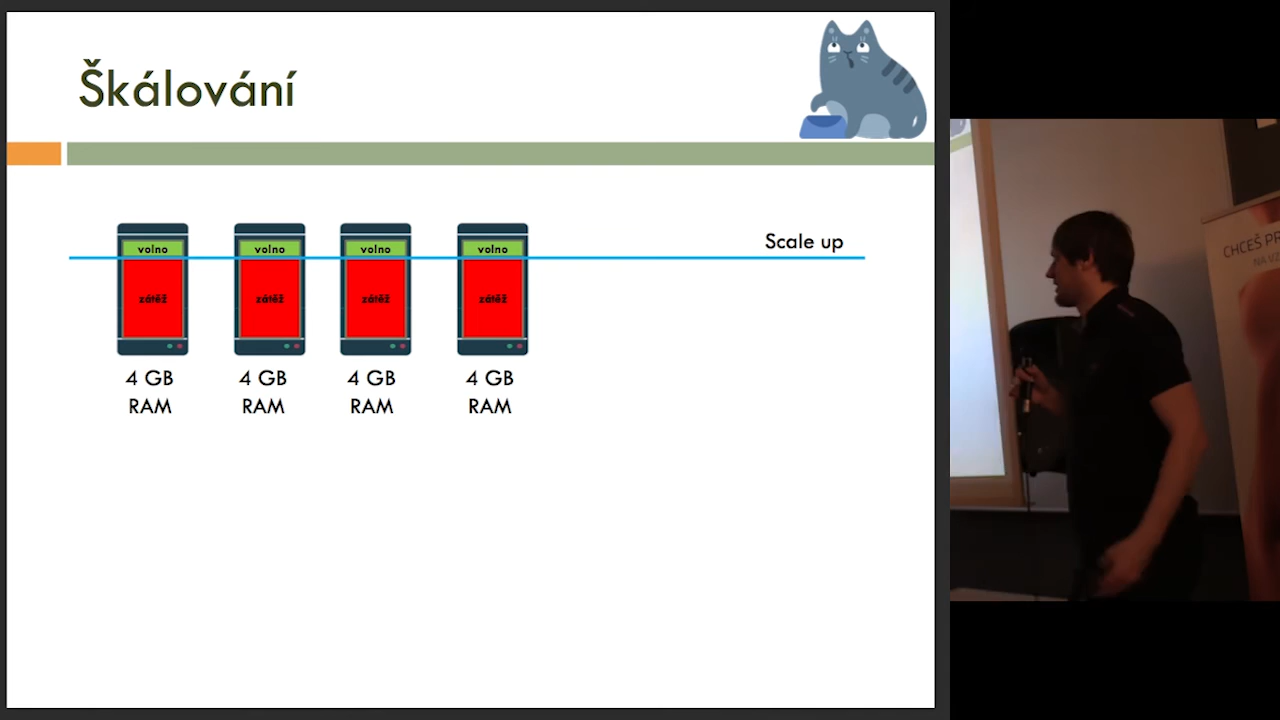 Škálování
Scale up
volno volno volno volno
zátěž zátěž zátěž zátěž
4 GB 4 GB 4 GB 4 GB
RAM RAM RAM RAM
CHCEŠ PR